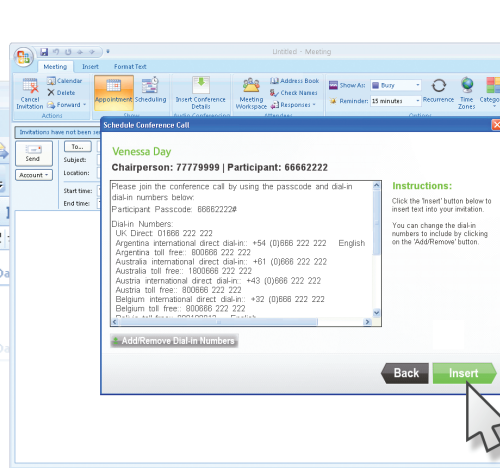 Untitled - Meeting
Meeting Insert Format Text
Calendar
Delete
Forward
Cancel Invitation
Actions
Appointment Scheduling
Show
Insert Conference Details
Audio Conferencing
Meeting Workspace
Address Book
Check Names
Responses
Attendees
Show As: Busy
Reminder: 15 minutes
Recurrence
Time Zones
Catego
Options
Invitations have not been se
Send
Account
To...
Subject:
Location:
Start time:
End time:
Schedule Conference Call
Venessa Day
Chairperson: 77779999 | Participant: 66662222
Please join the conference call by using the passcode and dial-in
dial-in numbers below:
Participant Passcode: 66662222#
Dial-in Numbers:
UK Direct: 01666 222 222
Argentina international direct dial-in:: +54 (0)666 222 222 English
Argentina toll free:: 800666 222 222
Australia international direct dial-in:: +61 (0)666 222 222
Australia toll free:: 1800666 222 222
Austria international direct dial-in:: +43 (0)666 222 222
Austria toll free:: 800666 222 222
Belgium international direct dial-in:: +32 (0)666 222 222
Belgium toll free:: 800666 222 222
Add/Remove Dial-in Numbers
Instructions:
Click the 'Insert' button below to
insert text into your invitation.
You can change the dial-in
numbers to include by clicking
on the 'Add/Remove' button.
Back Insert